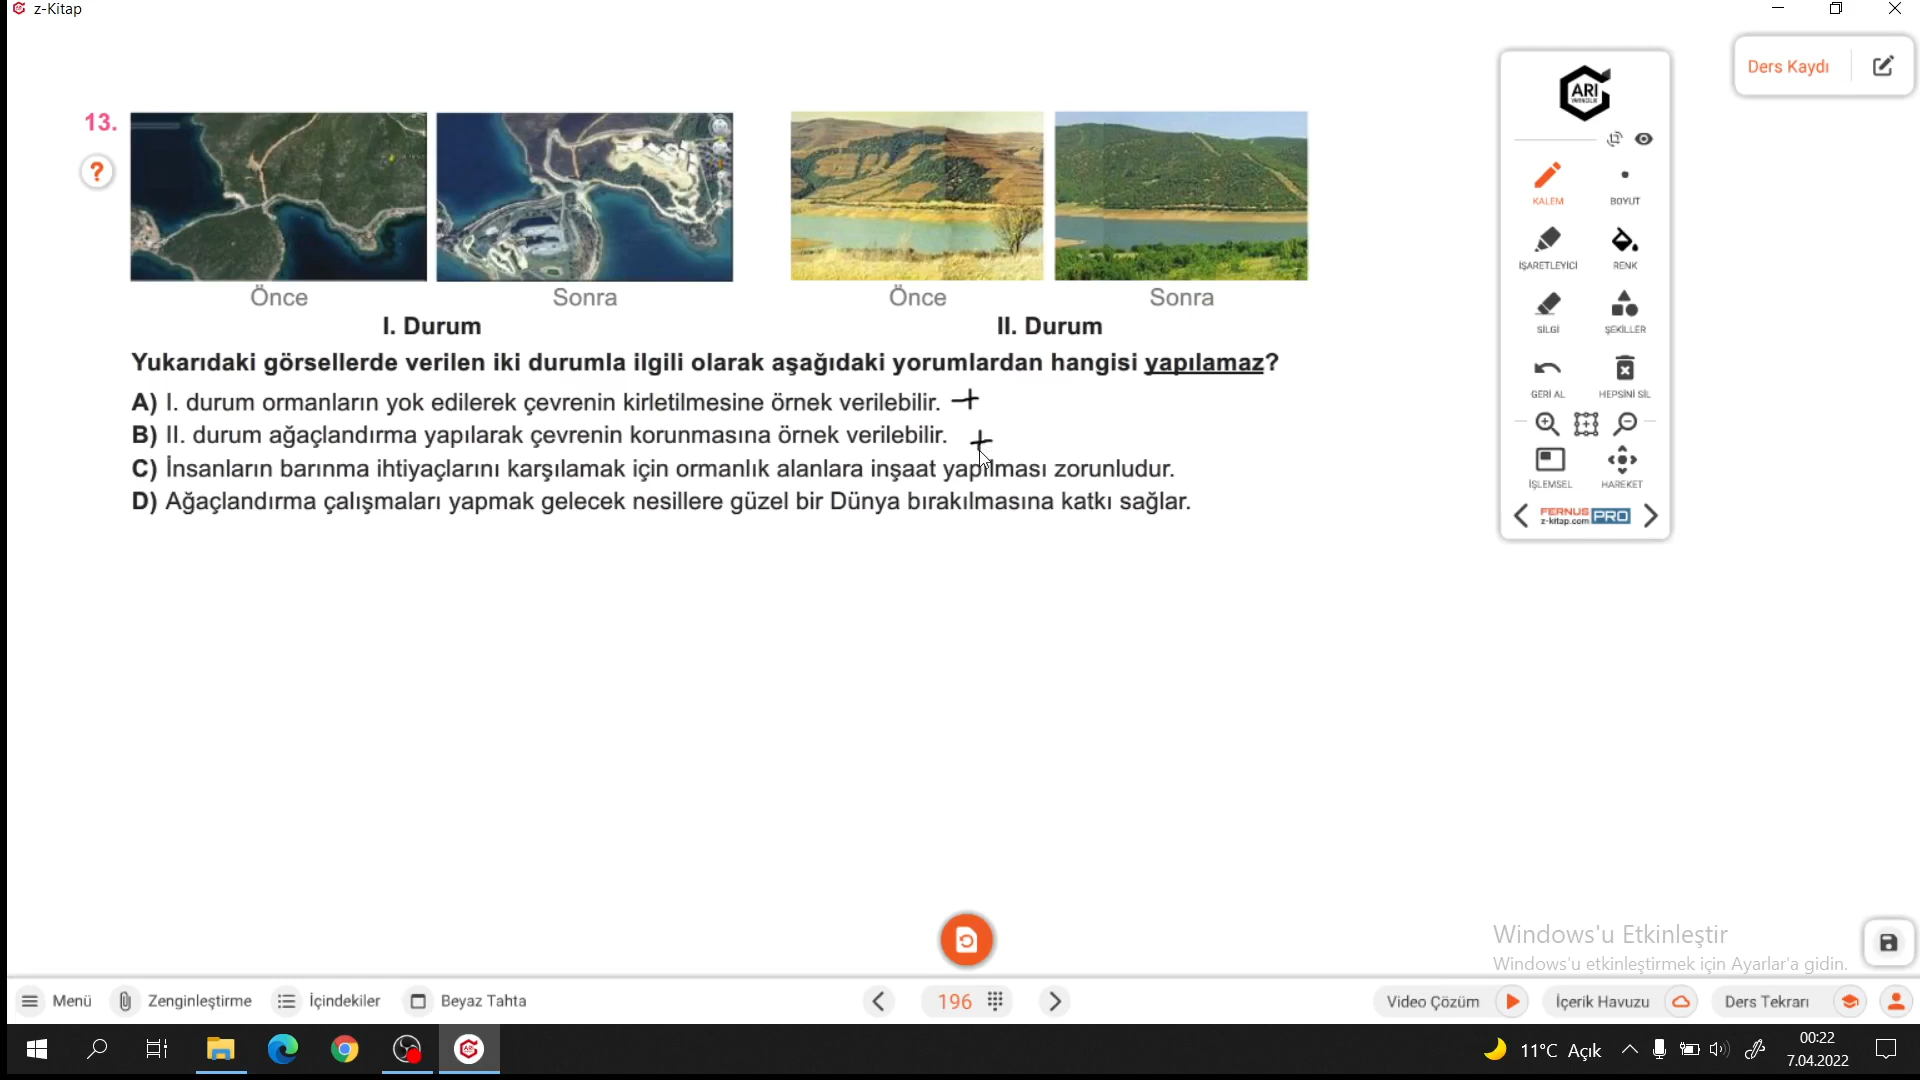 z-Kitap
Ders Kaydı
13.
?
Önce
Sonra
Önce
Sonra
I. Durum
II. Durum
Yukarıdaki görsellerde verilen iki durumla ilgili olarak aşağıdaki yorumlardan hangisi yapılamaz?
A) I. durum ormanların yok edilerek çevrenin kirletilmesine örnek verilebilir. +
B) II. durum ağaçlandırma yapılarak çevrenin korunmasına örnek verilebilir. +
C) İnsanların barınma ihtiyaçlarını karşılamak için ormanlık alanlara inşaat yapılması zorunludur.
D) Ağaçlandırma çalışmaları yapmak gelecek nesillere güzel bir Dünya bırakılmasına katkı sağlar.
ARI
YAYINCILIK
KALEM
BOYUT
İŞARETLEYİCİ
RENK
SİLGİ
ŞEKİLLER
GERİ AL
HEPSİNİ SİL
İŞLEMSEL
HAREKET
FERNUS
z-kitap.com PRO
Windows'u Etkinleştir
Windows'u etkinleştirmek için Ayarlar'a gidin.
Menü
Zenginleştirme
İçindekiler
Beyaz Tahta
196
Video Çözüm
İçerik Havuzu
Ders Tekrarı
11°C Açık
00:22
7.04.2022